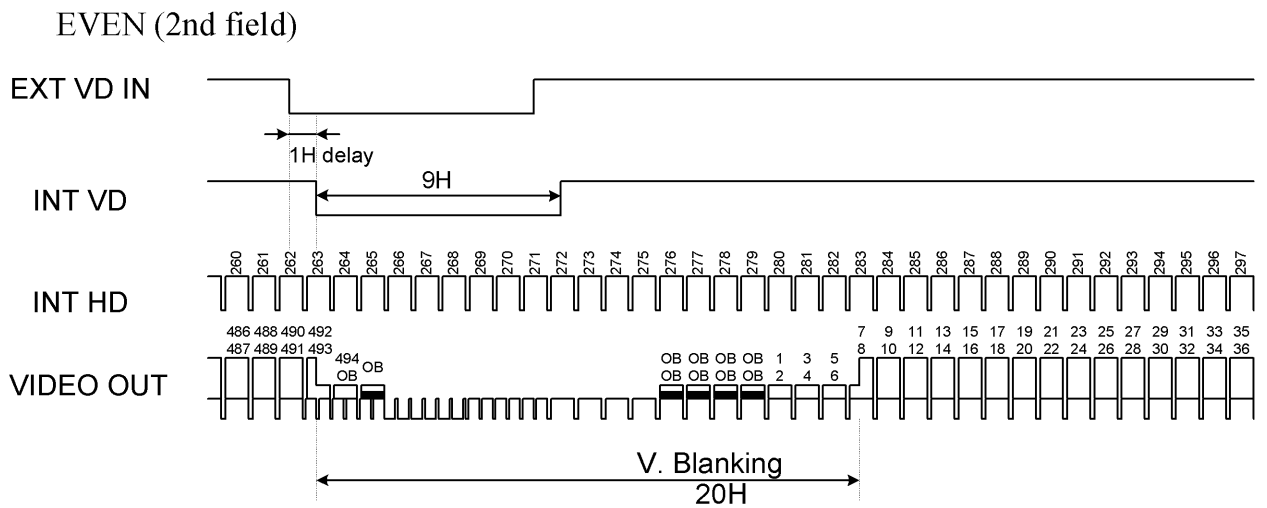 EVEN (2nd field)
EXT VD IN
1H delay
9H
INT VD
260 261 262 263 264 265 266 267 268 269 270 271 272 273 274 275 276 277 278 279 280 281 282 283 284 285 286 287 288 289 290 291 292 293 294 295 296 297
INT HD
486 488 490 492 7 9 11 13 15 17 19 21 23 25 27 29 31 33 35
487 489 491 493 8 10 12 14 16 18 20 22 24 26 28 30 32 34 36
494 OB OB OB OB OB 1 3 5
OB OB OB OB OB 2 4 6
VIDEO OUT
V. Blanking
20H